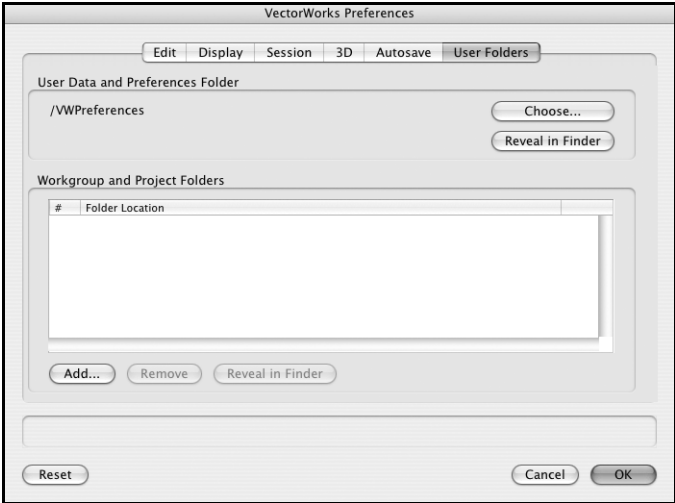 VectorWorks Preferences
Edit Display Session 3D Autosave User Folders
User Data and Preferences Folder
/VWPreferences
Choose...
Reveal in Finder
Workgroup and Project Folders
# Folder Location
Add... Remove Reveal in Finder
Reset Cancel OK